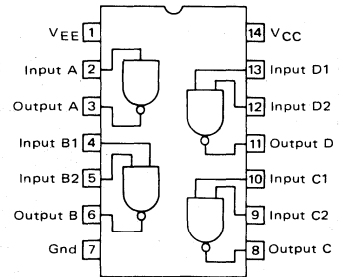 VEE 1
Input A 2
Output A 3
Input B1 4
Input B2 5
Output B 6
Gnd 7
14 VCC
13 Input D1
12 Input D2
11 Output D
10 Input C1
9 Input C2
8 Output C